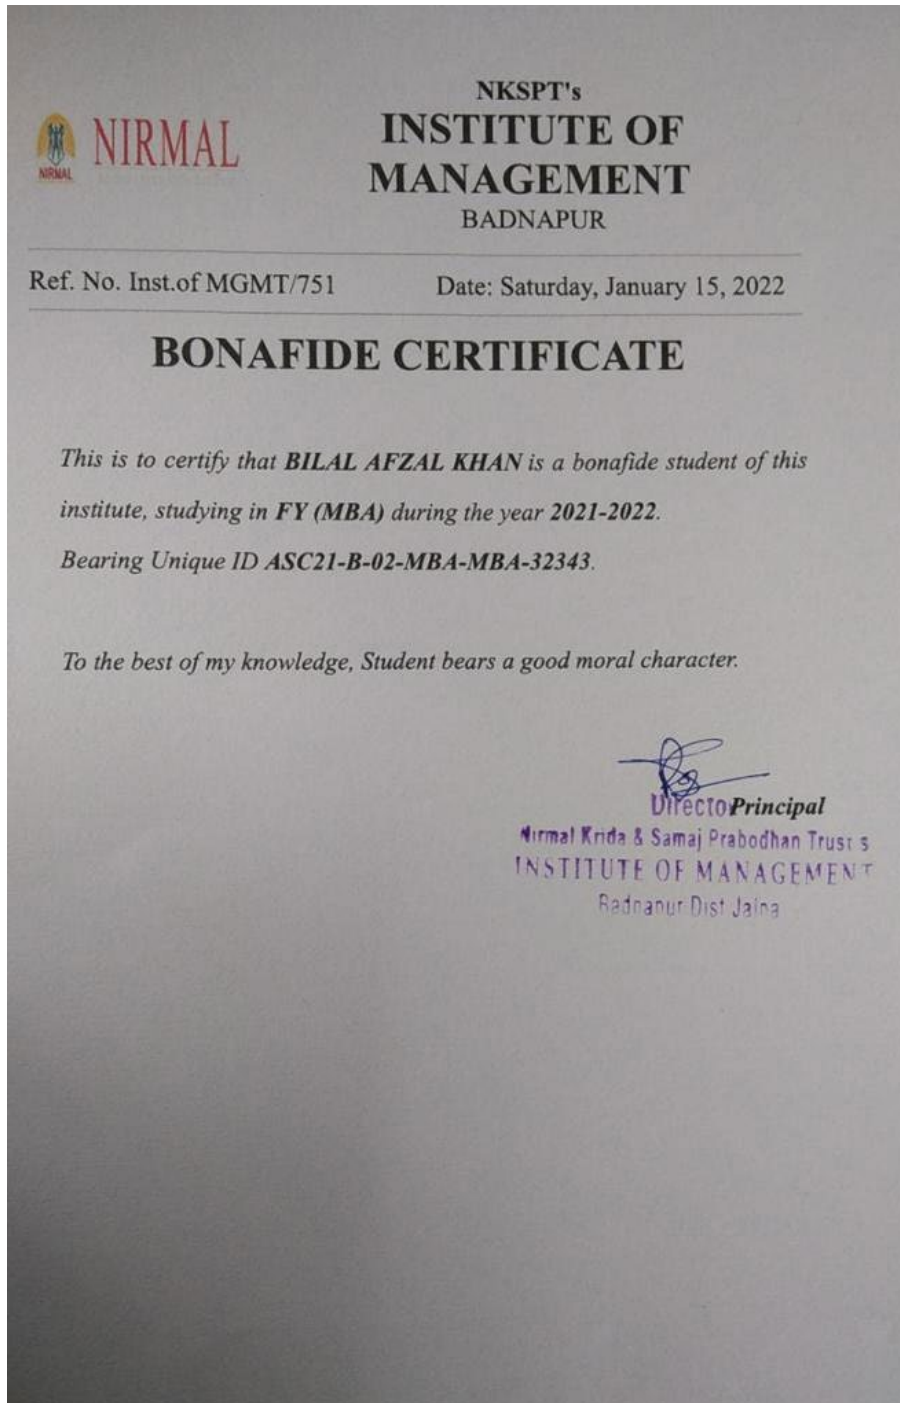 NKSPT's
NIRMAL
NIRMAL
INSTITUTE OF
MANAGEMENT
BADNAPUR
Ref. No. Inst.of MGMT/751 Date: Saturday, January 15, 2022
BONAFIDE CERTIFICATE
This is to certify that BILAL AFZAL KHAN is a bonafide student of this
institute, studying in FY (MBA) during the year 2021-2022.
Bearing Unique ID ASC21-B-02-MBA-MBA-32343.
To the best of my knowledge, Student bears a good moral character.
Director Principal
Nirmal Krida & Samaj Prabodhan Trust's
INSTITUTE OF MANAGEMENT
Badnapur Dist Jalna